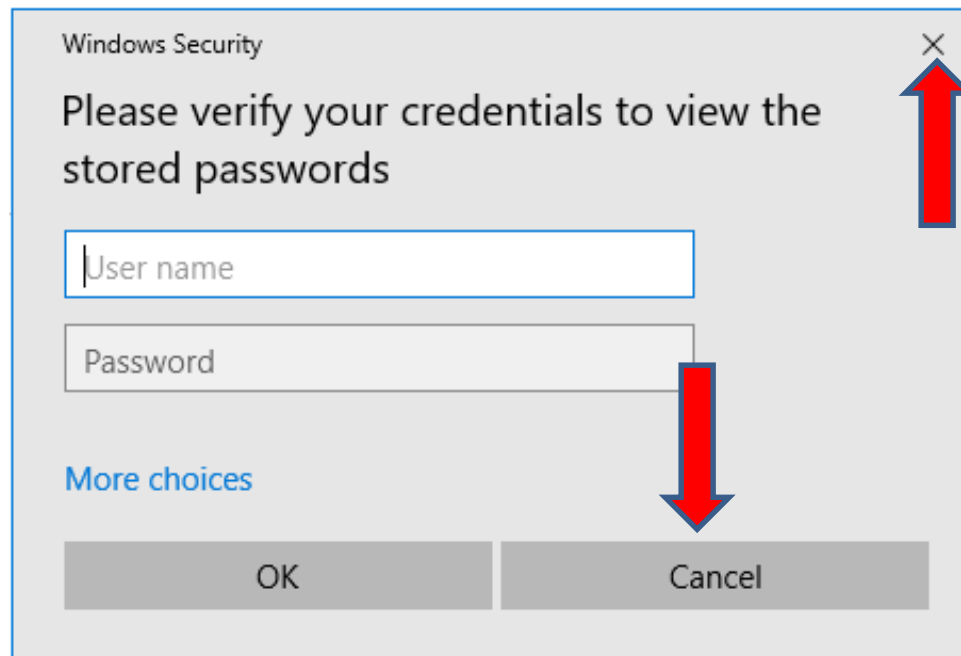 Windows Security
Please verify your credentials to view the
stored passwords
User name
Password
More choices
OK
Cancel